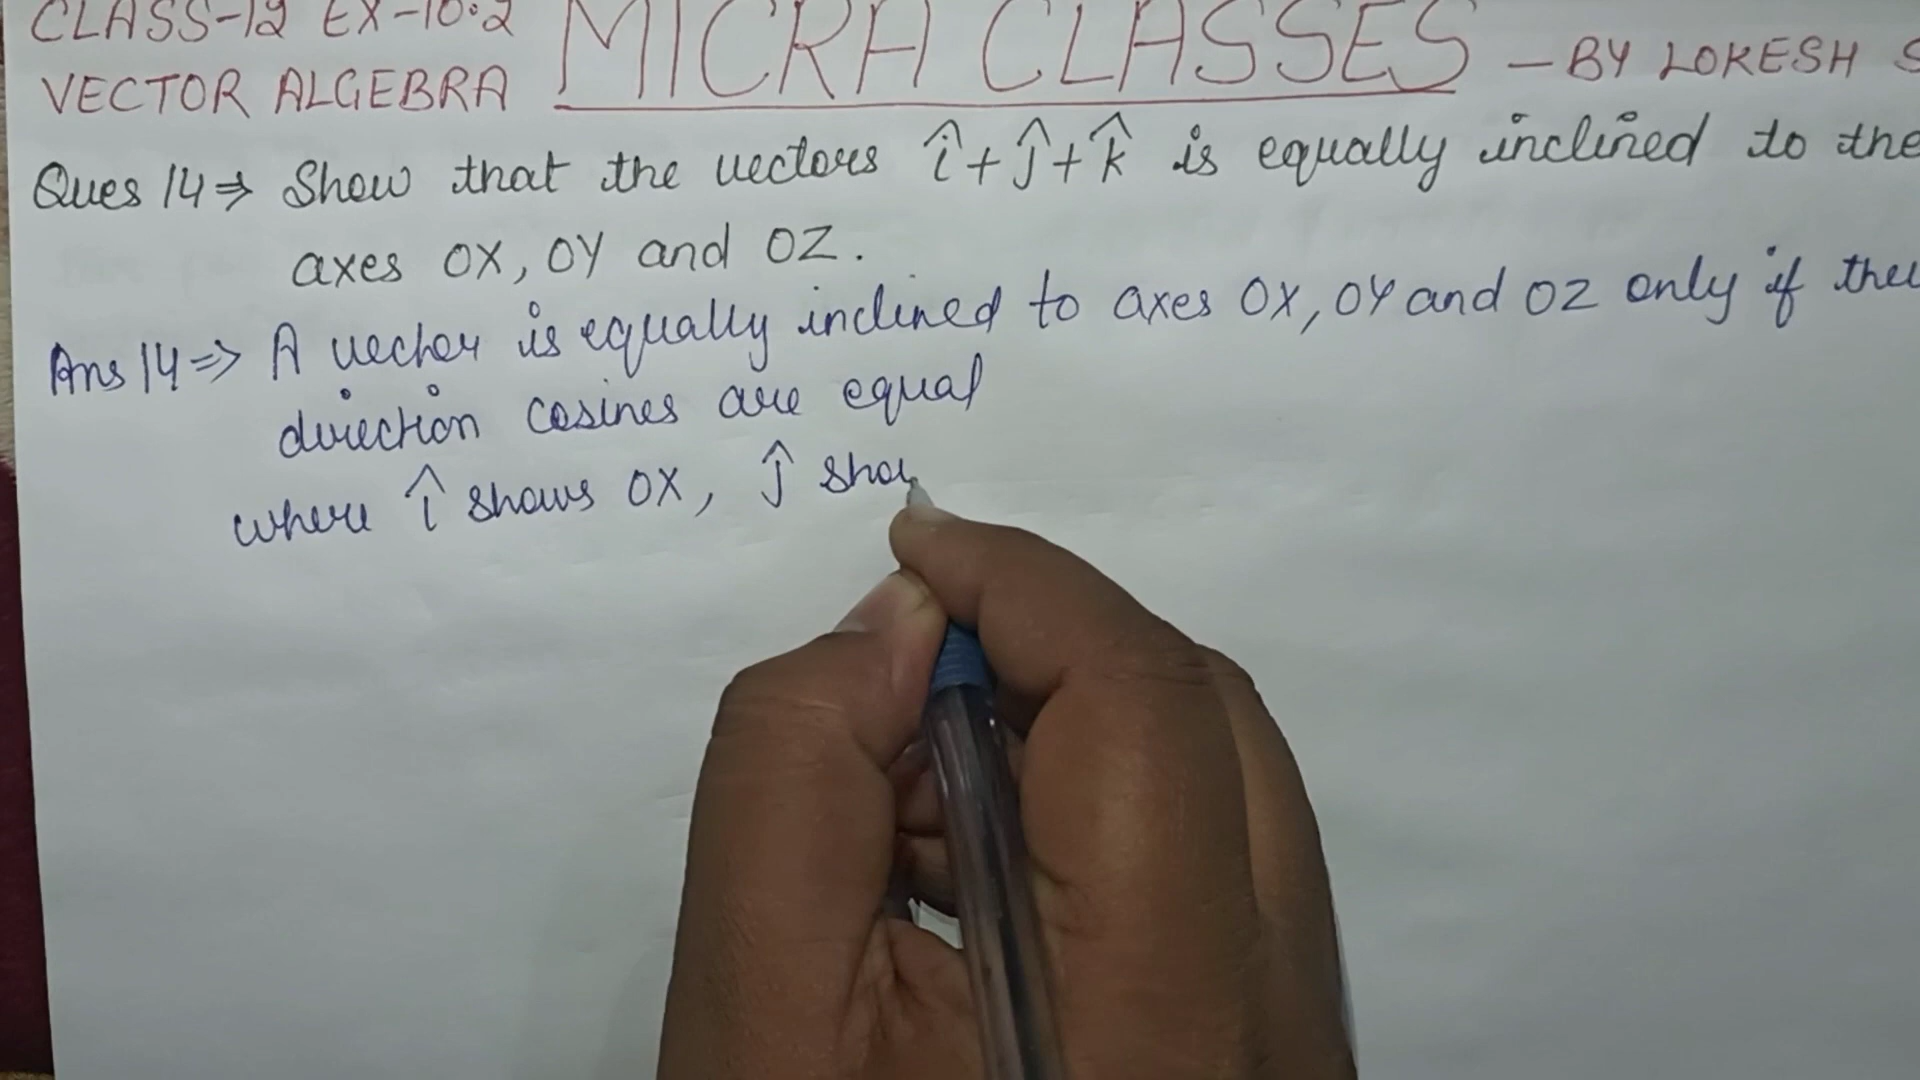 CLASS-12 EX-10.2
MICRA CLASSES
VECTOR ALGEBRA
- BY LOKESH S
Ques 14⇒ Show that the vectors î+ĵ+k̂ is equally inclined to the
axes OX, OY and OZ.
Ans 14⇒ A vector is equally inclined to axes OX, OY and OZ only if the
direction cosines are equal
where î shows OX, ĵ show